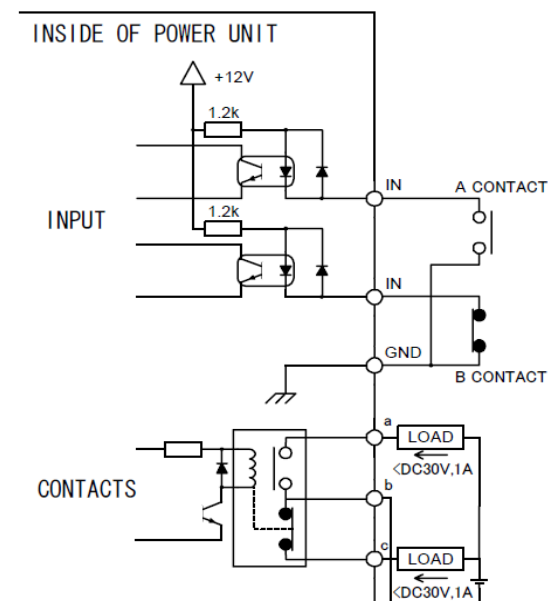 INSIDE OF POWER UNIT
+12V
1.2k
IN
A CONTACT
INPUT
1.2k
IN
GND
B CONTACT
a
LOAD
<DC30V,1A
CONTACTS
b
c
LOAD
<DC30V,1A